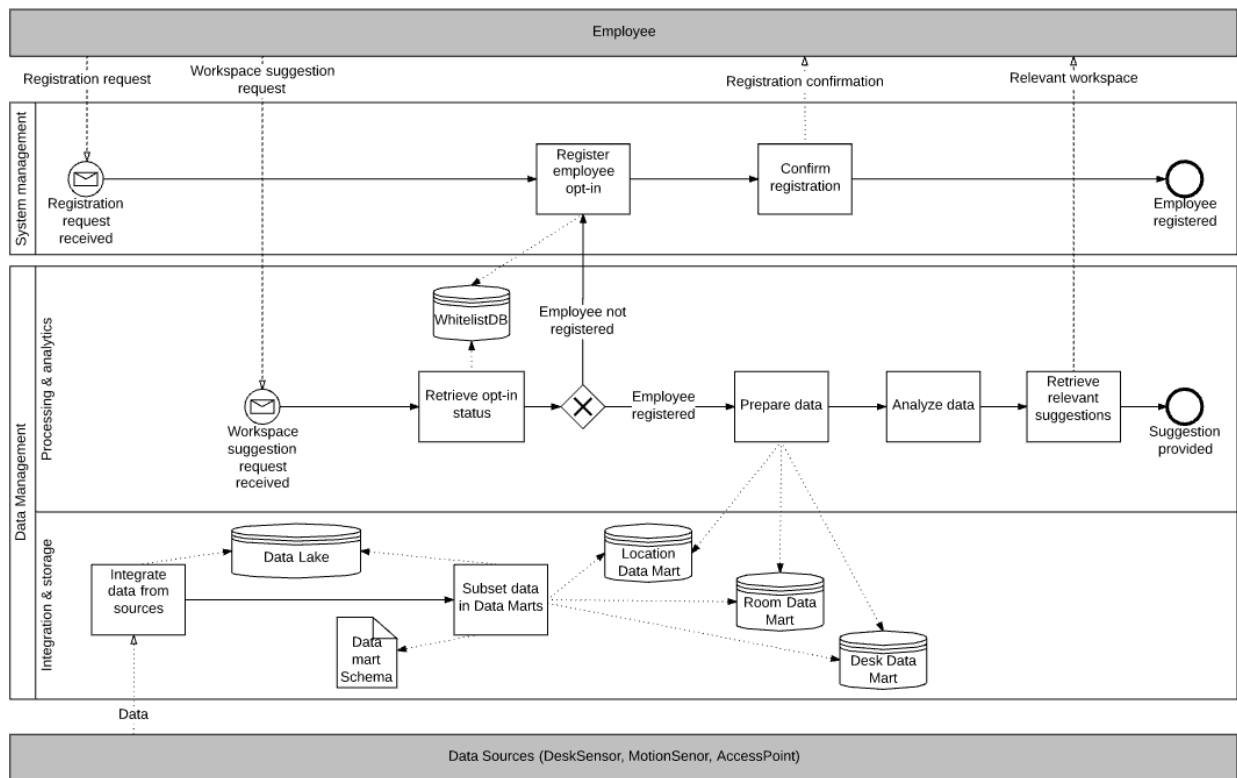 Employee
Registration request
Workspace suggestion
request
Registration confirmation
Relevant workspace
System management
Registration
request
received
Register
employee
opt-in
Confirm
registration
Employee
registered
Data Management
Processing & analytics
WhitelistDB
Employee not
registered
Workspace
suggestion
request
received
Retrieve opt-in
status
Employee
registered
Prepare data
Analyze data
Retrieve
relevant
suggestions
Suggestion
provided
Integration & storage
Integrate
data from
sources
Data Lake
Data
mart
Schema
Subset data
in Data Marts
Location
Data Mart
Room Data
Mart
Desk Data
Mart
Data
Data Sources (DeskSensor, MotionSenor, AccessPoint)